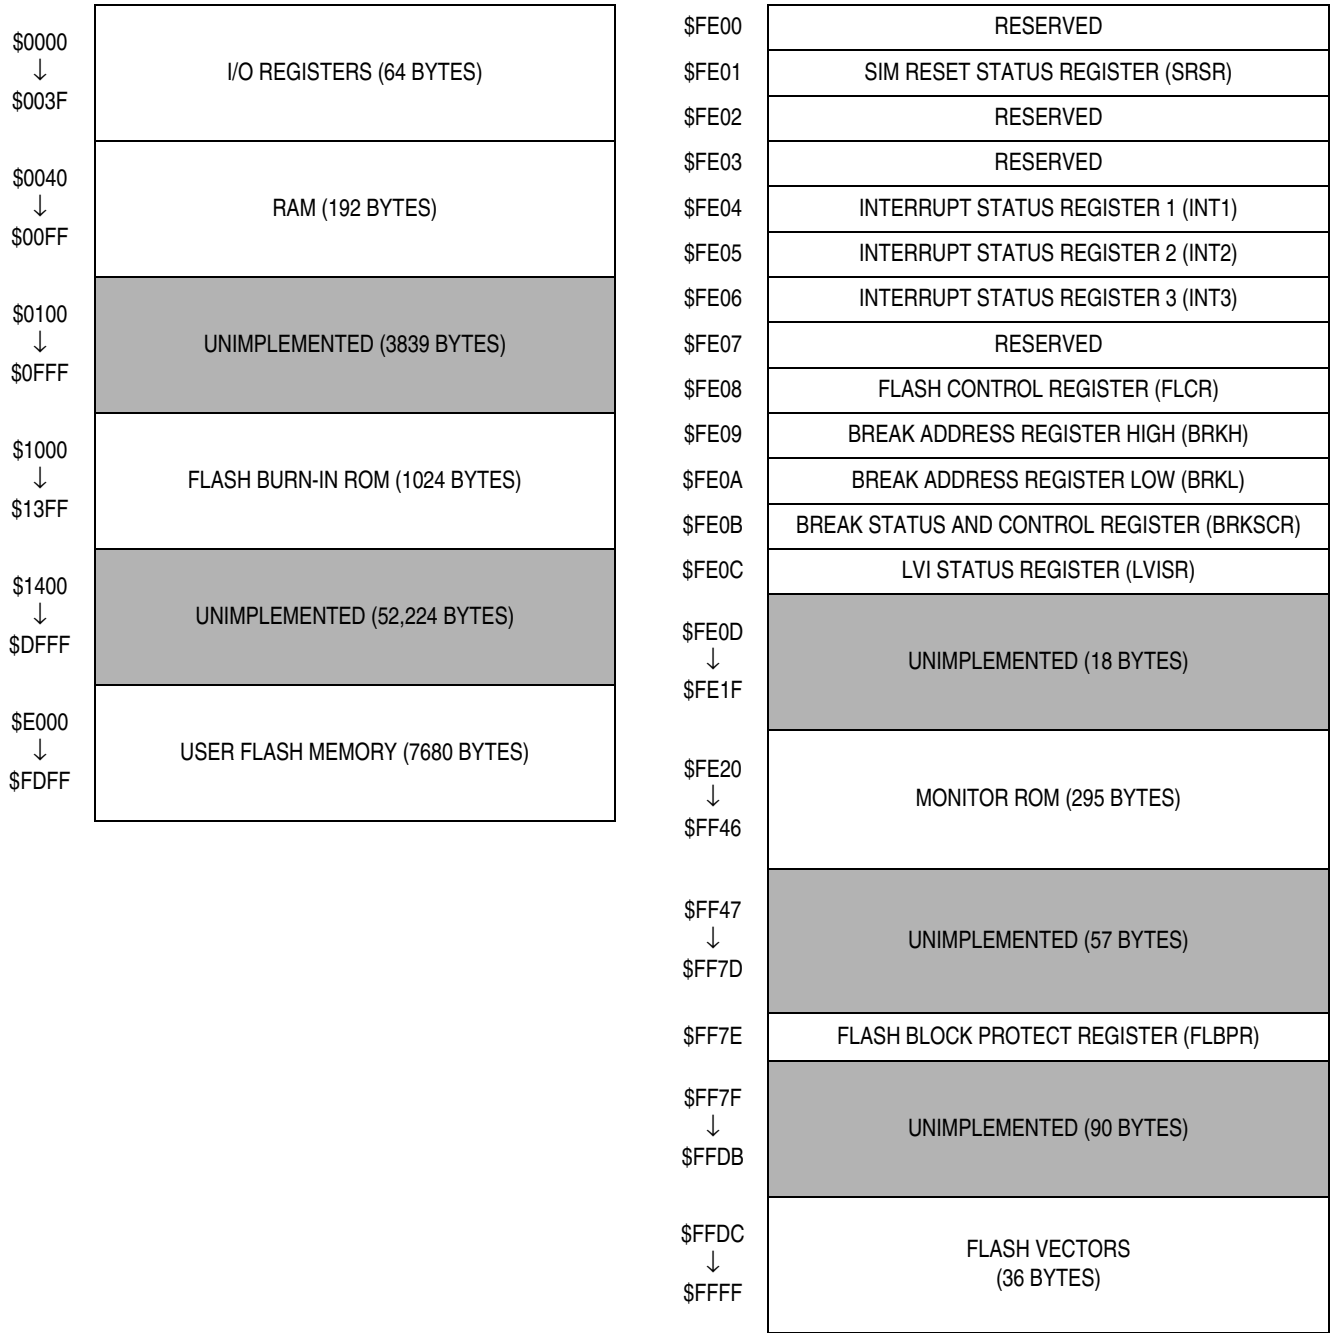 $0000
↓
$003F
I/O REGISTERS (64 BYTES)
$0040
↓
$00FF
RAM (192 BYTES)
$0100
↓
$0FFF
UNIMPLEMENTED (3839 BYTES)
$1000
↓
$13FF
FLASH BURN-IN ROM (1024 BYTES)
$1400
↓
$DFFF
UNIMPLEMENTED (52,224 BYTES)
$E000
↓
$FDFF
USER FLASH MEMORY (7680 BYTES)
$FE00 RESERVED
$FE01 SIM RESET STATUS REGISTER (SRSR)
$FE02 RESERVED
$FE03 RESERVED
$FE04 INTERRUPT STATUS REGISTER 1 (INT1)
$FE05 INTERRUPT STATUS REGISTER 2 (INT2)
$FE06 INTERRUPT STATUS REGISTER 3 (INT3)
$FE07 RESERVED
$FE08 FLASH CONTROL REGISTER (FLCR)
$FE09 BREAK ADDRESS REGISTER HIGH (BRKH)
$FE0A BREAK ADDRESS REGISTER LOW (BRKL)
$FE0B BREAK STATUS AND CONTROL REGISTER (BRKSCR)
$FE0C LVI STATUS REGISTER (LVISR)
$FE0D
↓
$FE1F
UNIMPLEMENTED (18 BYTES)
$FE20
↓
$FF46
MONITOR ROM (295 BYTES)
$FF47
↓
$FF7D
UNIMPLEMENTED (57 BYTES)
$FF7E FLASH BLOCK PROTECT REGISTER (FLBPR)
$FF7F
↓
$FFDB
UNIMPLEMENTED (90 BYTES)
$FFDC
↓
$FFFF
FLASH VECTORS
(36 BYTES)